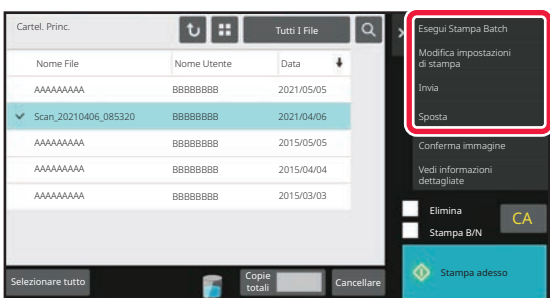 Cartel. Princ.
Tutti I File
Nome File Nome Utente Data
AAAAAAAAA BBBBBBBB 2021/05/05
Scan_20210406_085320 BBBBBBBB 2021/04/06
AAAAAAAAA BBBBBBBB 2015/05/05
AAAAAAAAA BBBBBBBB 2015/04/04
AAAAAAAAA BBBBBBBB 2015/03/03
Selezionare tutto
Copie
totali
Cancellare
Esegui Stampa Batch
Modifica impostazioni
di stampa
Invia
Sposta
Conferma immagine
Vedi informazioni
dettagliate
Elimina
Stampa B/N
CA
Stampa adesso